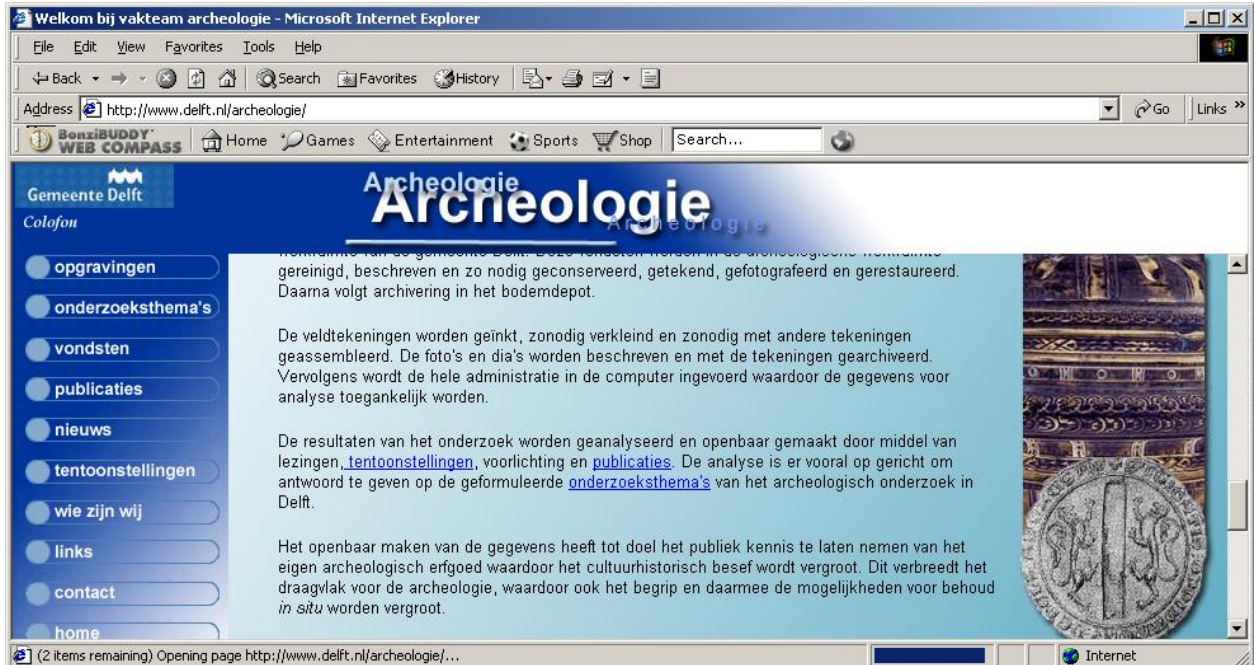 Welkom bij vakteam archeologie - Microsoft Internet Explorer
File Edit View Favorites Tools Help
Back Search Favorites History
Address http://www.delft.nl/archeologie/ Go Links »
BonziBUDDY WEB COMPASS Home Games Entertainment Sports Shop Search...
Gemeente Delft
Colofon
Archeologie
Archeologie
Archeologie
opgravingen
onderzoeksthema's
vondsten
publicaties
nieuws
tentoonstellingen
wie zijn wij
links
contact
home
gereinigd, beschreven en zo nodig geconserveerd, getekend, gefotografeerd en gerestaureerd.
Daarna volgt archivering in het bodemdepot.
De veldtekeningen worden geïnkt, zonodig verkleind en zonodig met andere tekeningen
geassembleerd. De foto's en dia's worden beschreven en met de tekeningen gearchiveerd.
Vervolgens wordt de hele administratie in de computer ingevoerd waardoor de gegevens voor
analyse toegankelijk worden.
De resultaten van het onderzoek worden geanalyseerd en openbaar gemaakt door middel van
lezingen, tentoonstellingen, voorlichting en publicaties. De analyse is er vooral op gericht om
antwoord te geven op de geformuleerde onderzoeksthema's van het archeologisch onderzoek in
Delft.
Het openbaar maken van de gegevens heeft tot doel het publiek kennis te laten nemen van het
eigen archeologisch erfgoed waardoor het cultuurhistorisch besef wordt vergroot. Dit verbreedt het
draagvlak voor de archeologie, waardoor ook het begrip en daarmee de mogelijkheden voor behoud
in situ worden vergroot.
(2 items remaining) Opening page http://www.delft.nl/archeologie/... Internet